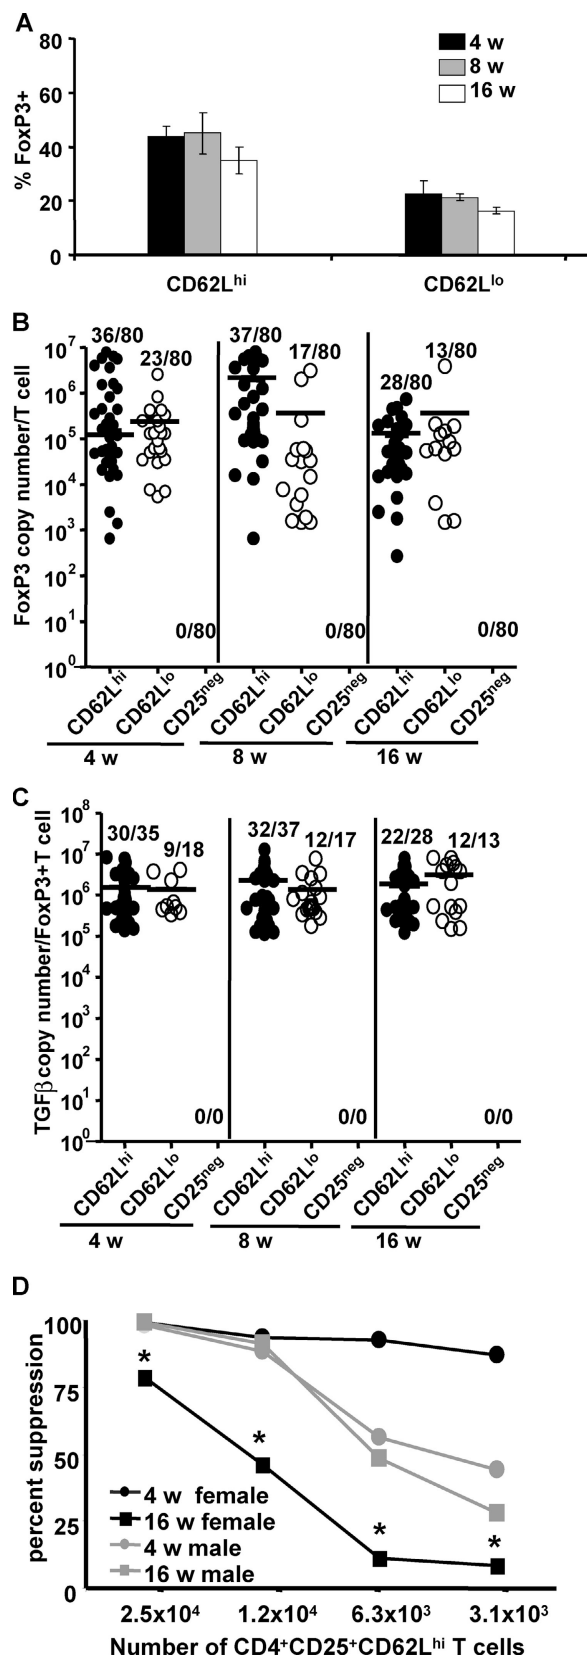 A
80
60
40
20
0
% FoxP3+
4 w
8 w
16 w
CD62Lhi
CD62Llo
B
FoxP3 copy number/T cell
10⁷
10⁶
10⁵
10⁴
10³
10²
10¹
10⁰
36/80
23/80
0/80
37/80
17/80
0/80
28/80
13/80
0/80
CD62Lhi
CD62Llo
CD25neg
CD62Lhi
CD62Llo
CD25neg
CD62Lhi
CD62Llo
CD25neg
4 w
8 w
16 w
C
TGFβ copy number/FoxP3+T cell
10⁸
10⁷
10⁶
10⁵
10⁴
10³
10²
10¹
10⁰
30/35
9/18
0/0
32/37
12/17
0/0
22/28
12/13
0/0
CD62Lhi
CD62Llo
CD25neg
CD62Lhi
CD62Llo
CD25neg
CD62Lhi
CD62Llo
CD25neg
4 w
8 w
16 w
D
percent suppression
100
75
50
25
0
*
*
*
*
4 w female
16 w female
4 w male
16 w male
2.5x10⁴
1.2x10⁴
6.3x10³
3.1x10³
Number of CD4⁺CD25⁺CD62Lhi T cells